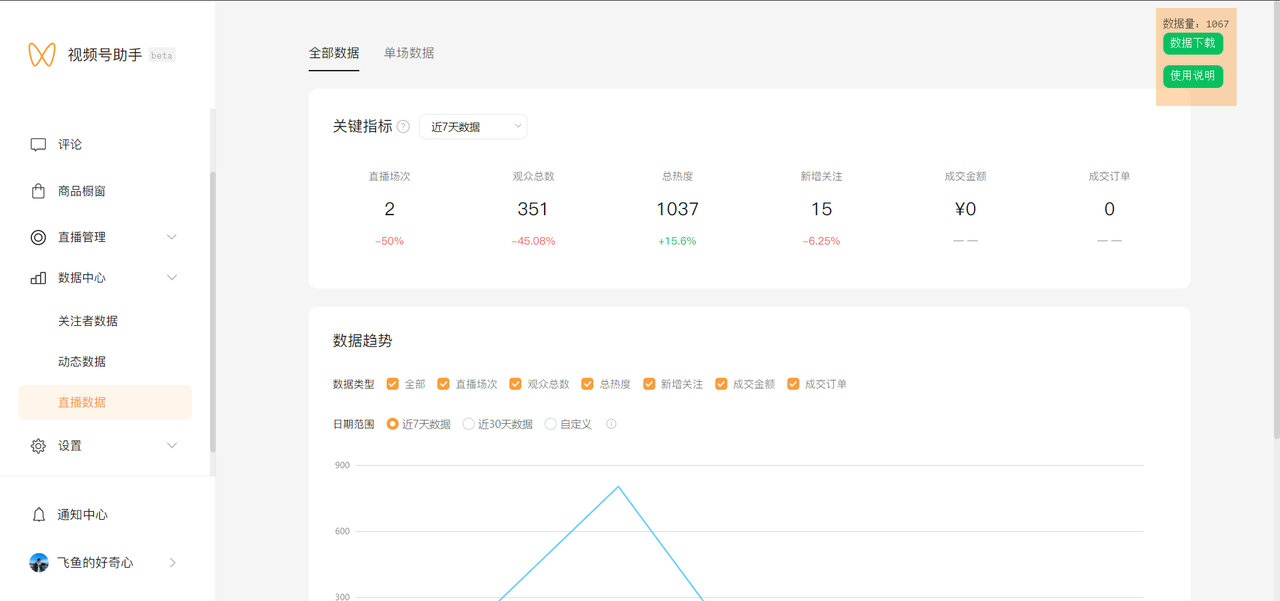 视频号助手 beta
评论
商品橱窗
直播管理
数据中心
关注者数据
动态数据
直播数据
设置
通知中心
飞鱼的好奇心
全部数据 单场数据
数据量：1067
数据下载
使用说明
关键指标 ? 近7天数据
直播场次 观众总数 总热度 新增关注 成交金额 成交订单
2 351 1037 15 ¥0 0
-50% -45.08% +15.6% -6.25% — — — —
数据趋势
数据类型 全部 直播场次 观众总数 总热度 新增关注 成交金额 成交订单
日期范围 近7天数据 近30天数据 自定义
900
600
300